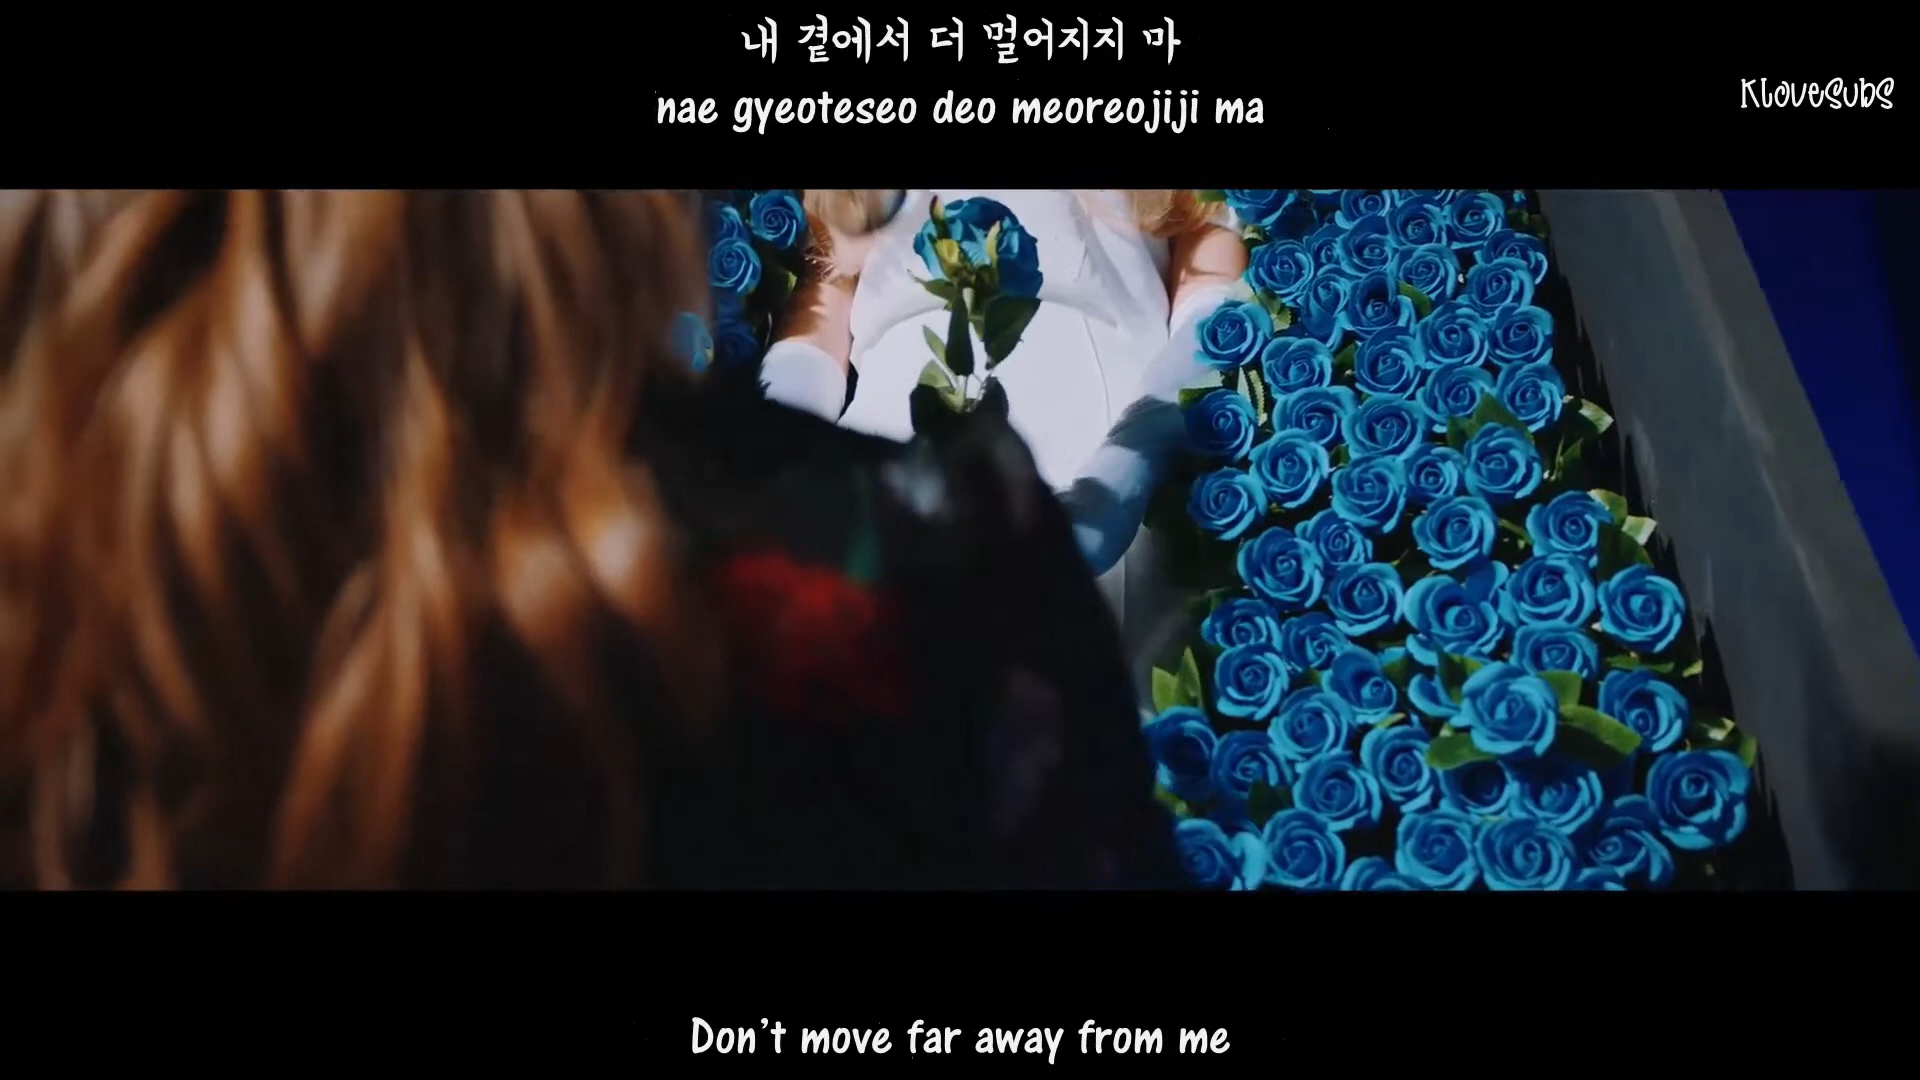 내 곁에서 더 멀어지지 마
nae gyeoteseo deo meoreojiji ma
KLoveSubs
Don't move far away from me